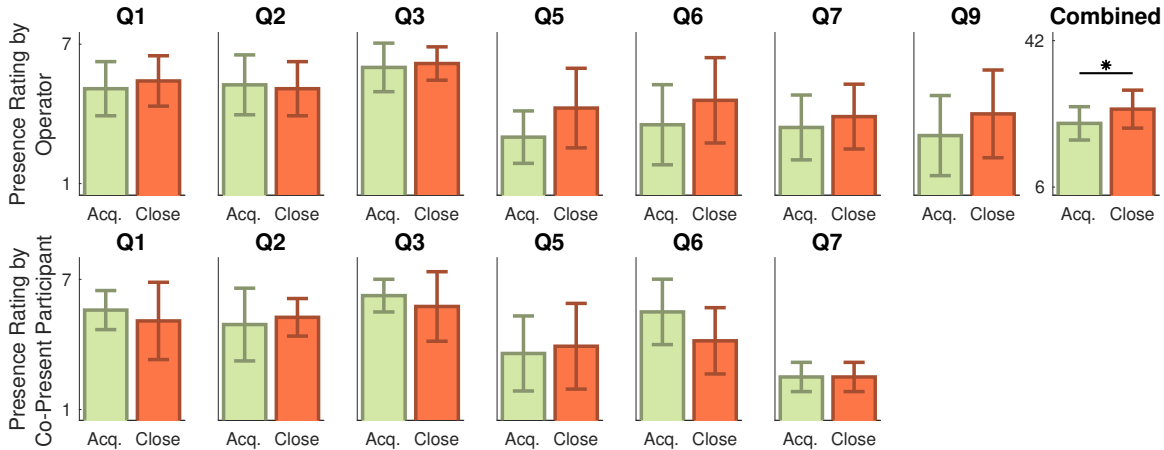 Q1 Q2 Q3 Q5 Q6 Q7 Q9 Combined
Presence Rating by
Operator
7
1
42
*
6
Acq. Close Acq. Close Acq. Close Acq. Close Acq. Close Acq. Close Acq. Close Acq. Close
Q1 Q2 Q3 Q5 Q6 Q7
Presence Rating by
Co-Present Participant
7
1
Acq. Close Acq. Close Acq. Close Acq. Close Acq. Close Acq. Close